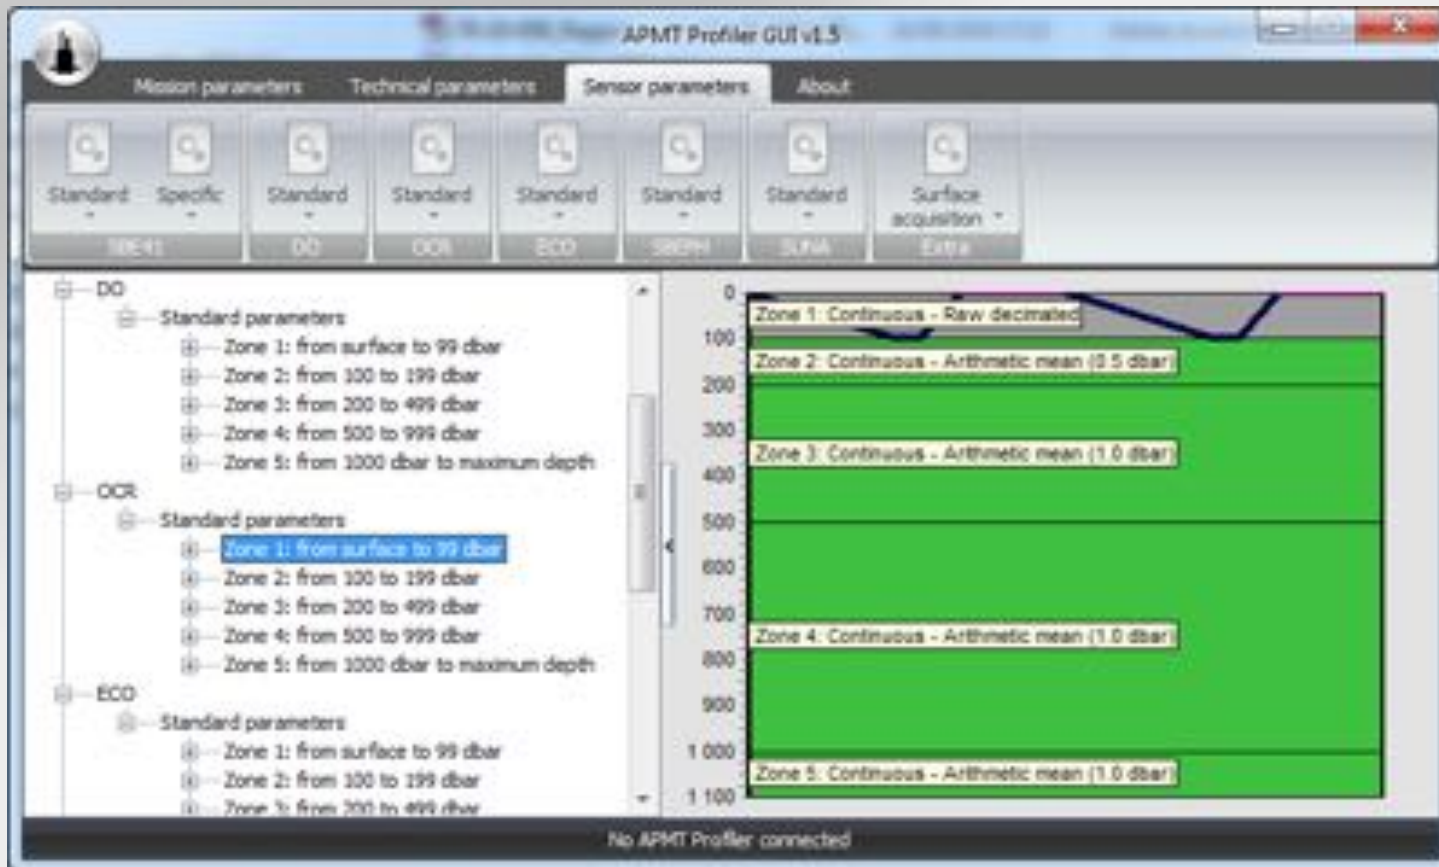 APMT Profiler GUI v1.5
Mission parameters Technical parameters Sensor parameters About
Standard Specific Standard Standard Standard Standard Standard Surface acquisition
SBE41 DO OCR ECO SBEPH SUNA Extra
DO
Standard parameters
Zone 1: from surface to 99 dbar
Zone 2: from 100 to 199 dbar
Zone 3: from 200 to 499 dbar
Zone 4: from 500 to 999 dbar
Zone 5: from 1000 dbar to maximum depth
OCR
Standard parameters
Zone 1: from surface to 99 dbar
Zone 2: from 100 to 199 dbar
Zone 3: from 200 to 499 dbar
Zone 4: from 500 to 999 dbar
Zone 5: from 1000 dbar to maximum depth
ECO
Standard parameters
Zone 1: from surface to 99 dbar
Zone 2: from 100 to 199 dbar
Zone 3: from 200 to 499 dbar
0
Zone 1: Continuous - Raw decimated
100
Zone 2: Continuous - Arithmetic mean (0.5 dbar)
200
300
Zone 3: Continuous - Arithmetic mean (1.0 dbar)
400
500
600
700
Zone 4: Continuous - Arithmetic mean (1.0 dbar)
800
900
1 000
Zone 5: Continuous - Arithmetic mean (1.0 dbar)
1 100
No APMT Profiler connected